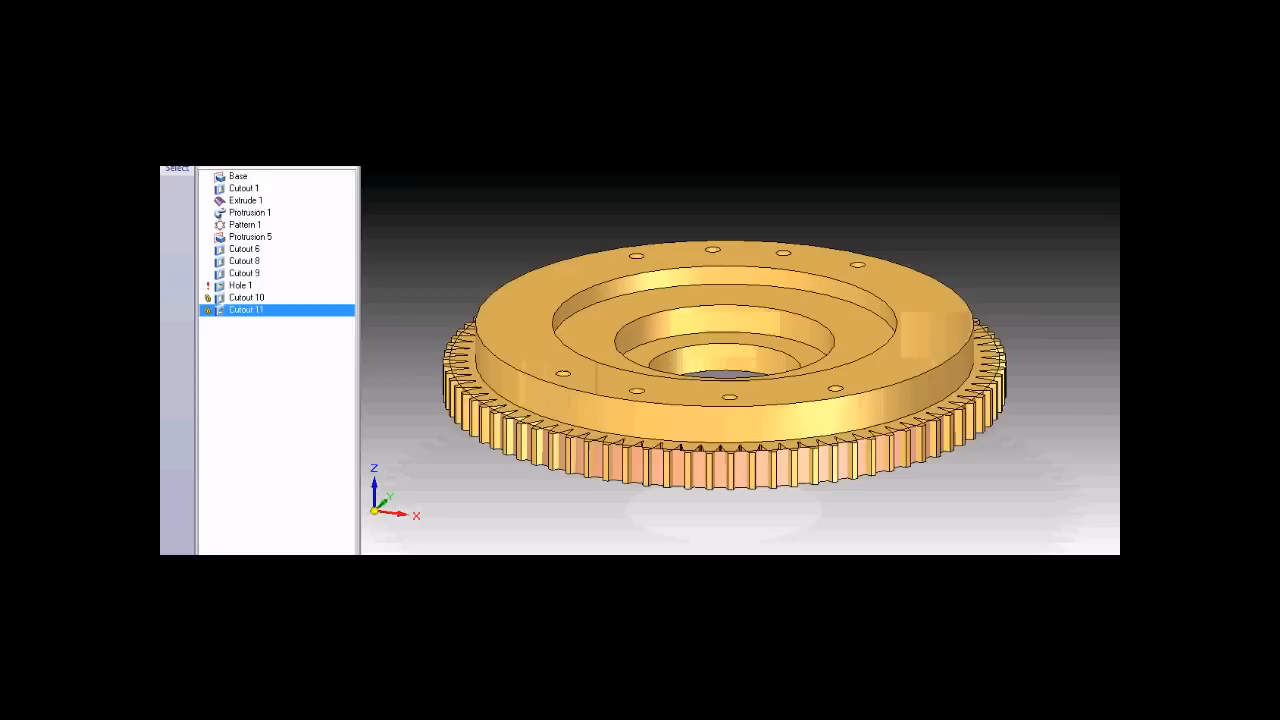 Select
Base
Cutout 1
Extrude 1
Protrusion 1
Pattern 1
Protrusion 5
Cutout 6
Cutout 8
Cutout 9
Hole 1
Cutout 10
Cutout 11
Z
Y
X